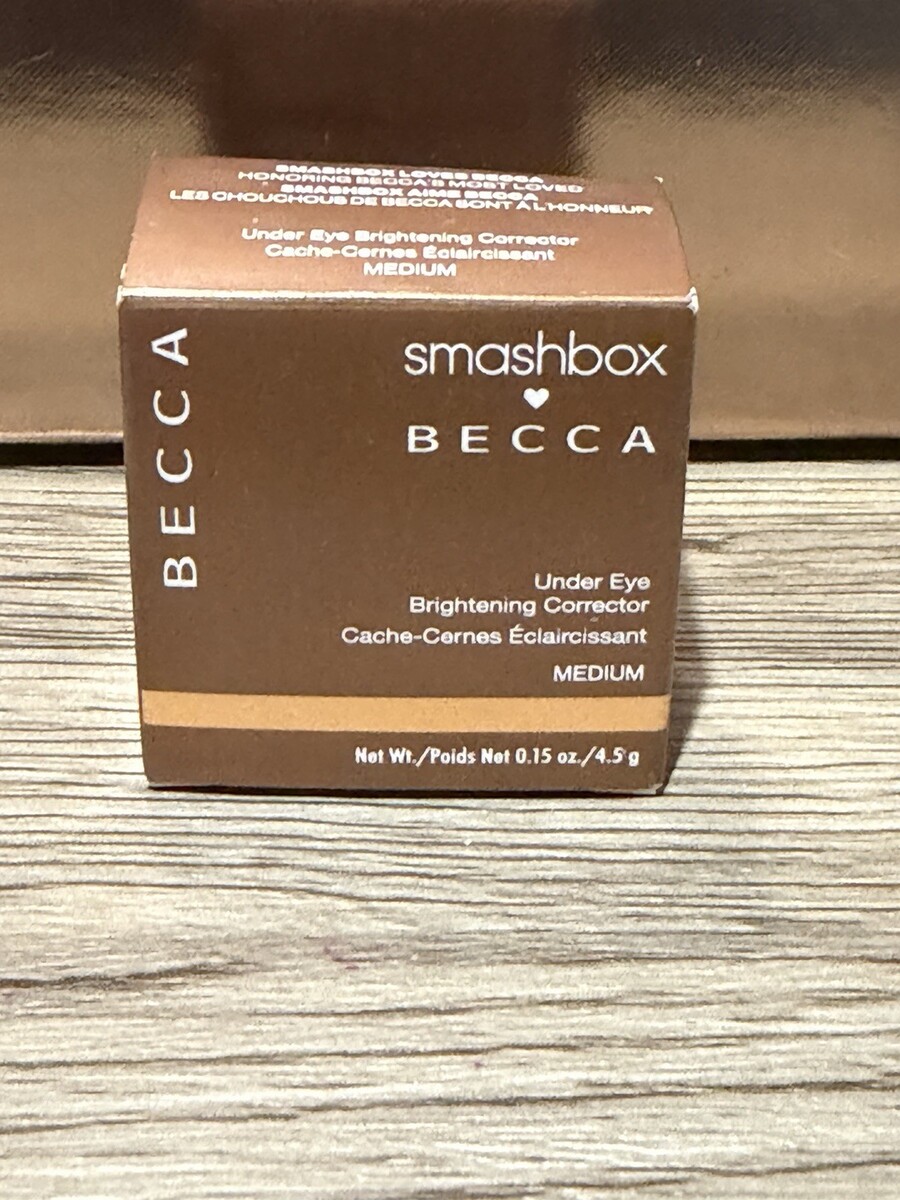 SMASHBOX LOVES BECCA
HONORING BECCA'S MOST LOVED
SMASHBOX AIME BECCA
LES CHOUCHOUS DE BECCA SONT À L'HONNEUR
Under Eye Brightening Corrector
Cache-Cernes Éclaircissant
MEDIUM
BECCA
smashbox
BECCA
Under Eye
Brightening Corrector
Cache-Cernes Éclaircissant
MEDIUM
Net Wt./Poids Net 0.15 oz./4.5 g